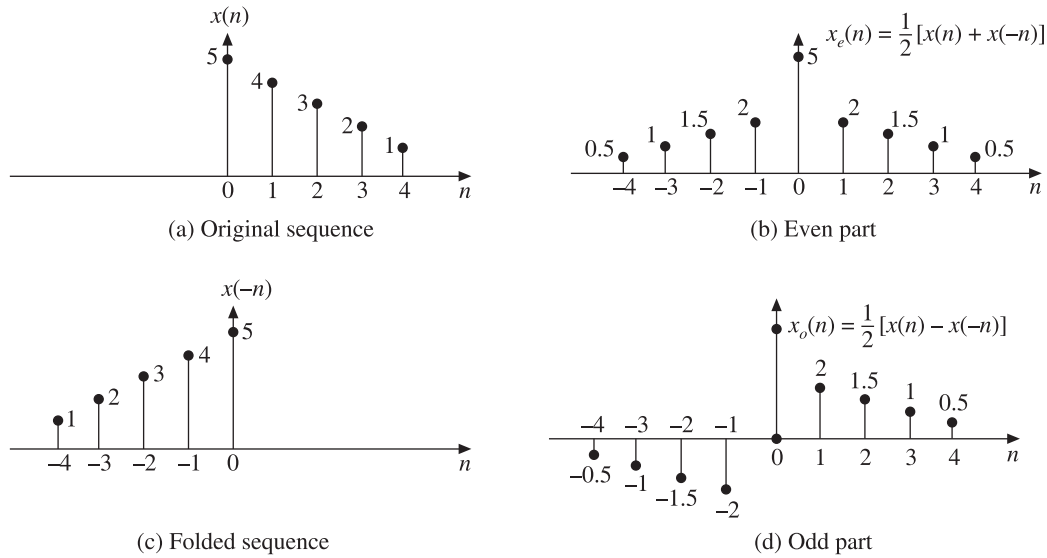 x(n)
5
4
3
2
1
0 1 2 3 4 n
(a) Original sequence
x_e(n) = \frac{1}{2} [x(n) + x(−n)]
5
2 2
1.5 1.5
1 1
0.5 0.5
−4 −3 −2 −1 0 1 2 3 4 n
(b) Even part
x(−n)
5
4
3
2
1
−4 −3 −2 −1 0 n
(c) Folded sequence
x_o(n) = \frac{1}{2} [x(n) − x(−n)]
2
1.5
1
0.5
−4 −3 −2 −1
0 1 2 3 4 n
−0.5
−1
−1.5
−2
(d) Odd part